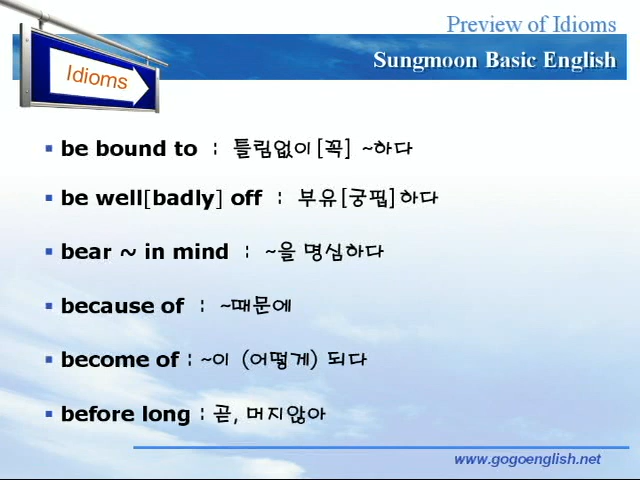 Preview of Idioms
Sungmoon Basic English
Idioms
be bound to : 틀림없이[꼭] ~하다
be well[badly] off : 부유[궁핍]하다
bear ~ in mind : ~을 명심하다
because of : ~때문에
become of : ~이 (어떻게) 되다
before long : 곧, 머지않아
www.gogoenglish.net